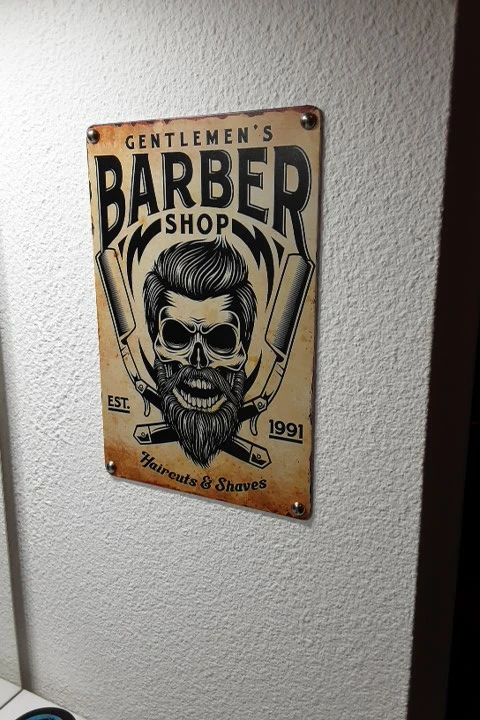 GENTLEMEN'S
BARBER
SHOP
EST. 1991
Haircuts & Shaves